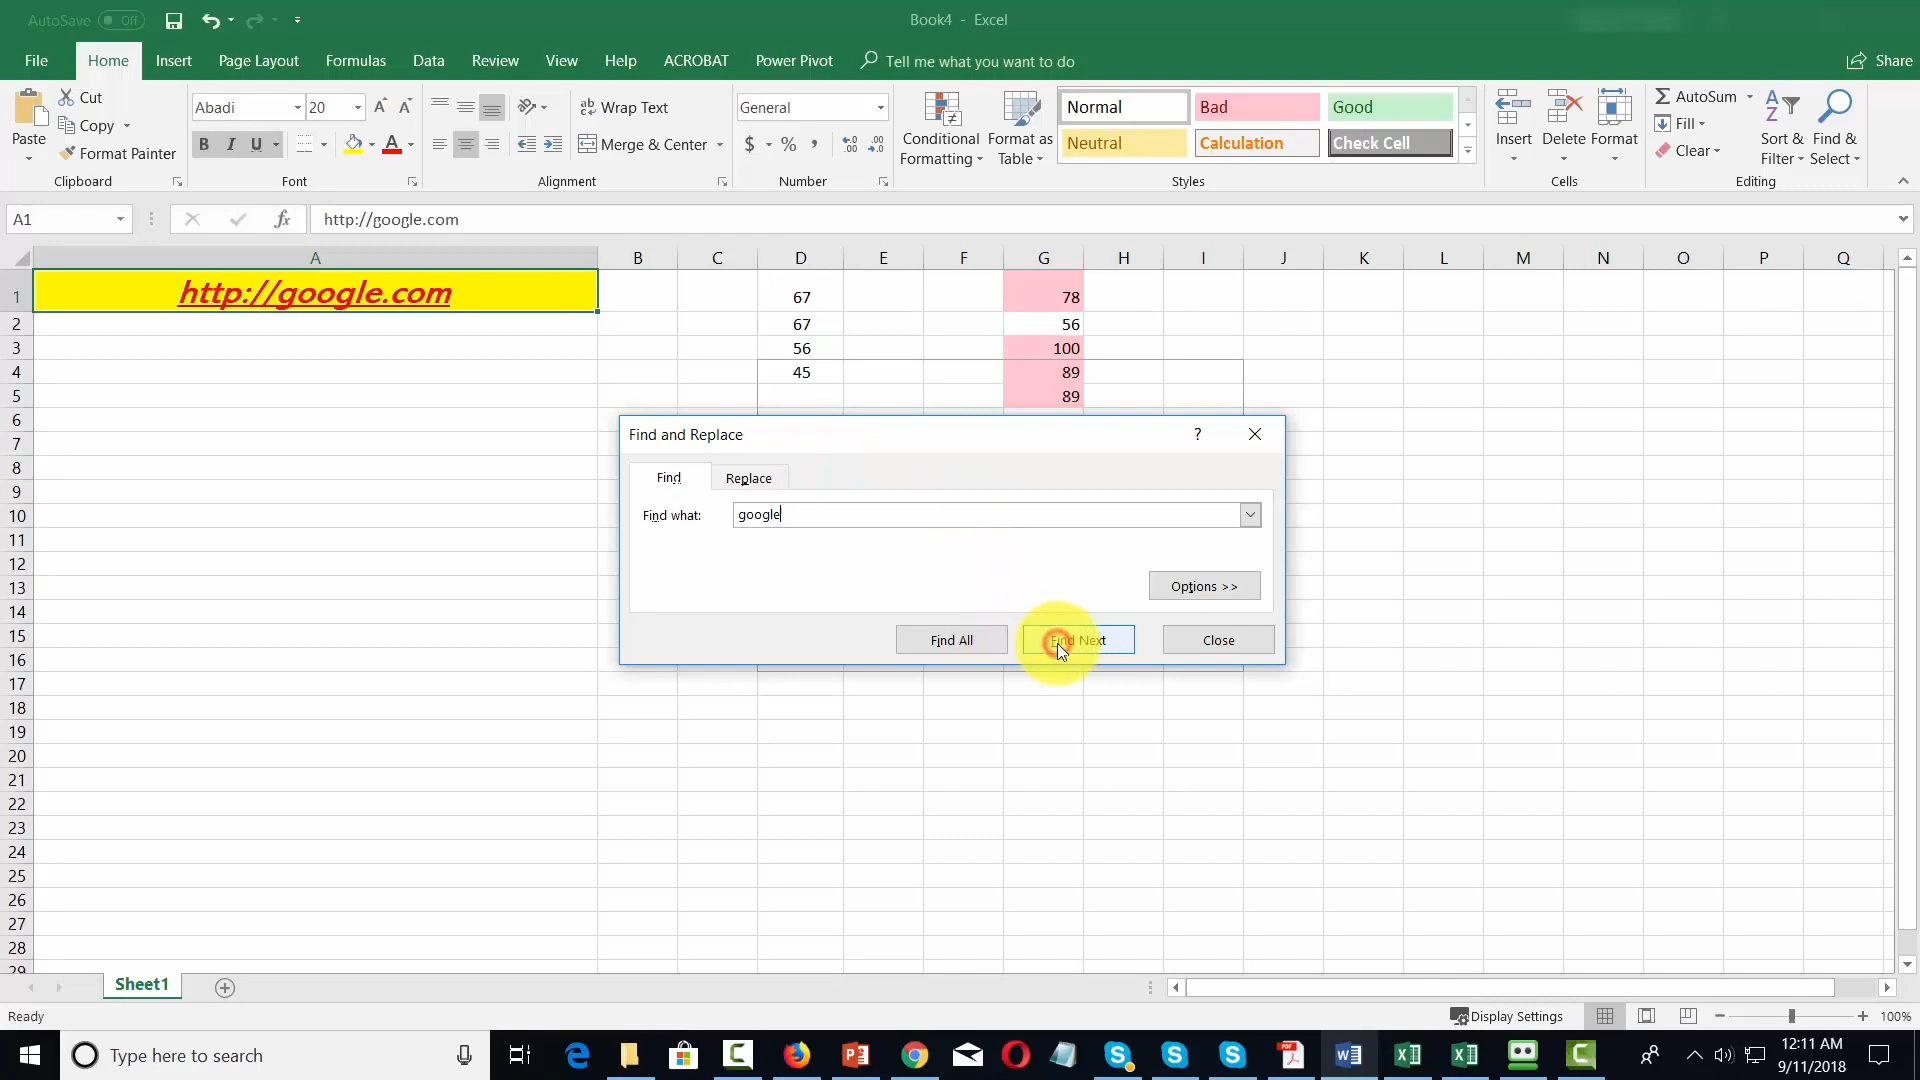 AutoSave Off
Book4 - Excel
File Home Insert Page Layout Formulas Data Review View Help ACROBAT Power Pivot Tell me what you want to do Share
Paste
Cut
Copy
Format Painter
Clipboard
Abadi 20
B I U A
Font
Wrap Text
Merge & Center
Alignment
General
$ % ,
Number
Conditional Formatting
Format as Table
Normal Bad Good
Neutral Calculation Check Cell
Styles
Insert Delete Format
Cells
AutoSum
Fill
Clear
Sort & Filter
Find & Select
Editing
A1 fx http://google.com
A B C D E F G H I J K L M N O P Q
1 http://google.com 67 78
2 67 56
3 56 100
4 45 89
5 89
6
7
8
9
10
11
12
13
14
15
16
17
18
19
20
21
22
23
24
25
26
27
28
29
Find and Replace ?
Find Replace
Find what: google
Options >>
Find All Find Next Close
Sheet1
Ready Display Settings 100%
Type here to search
12:11 AM
9/11/2018